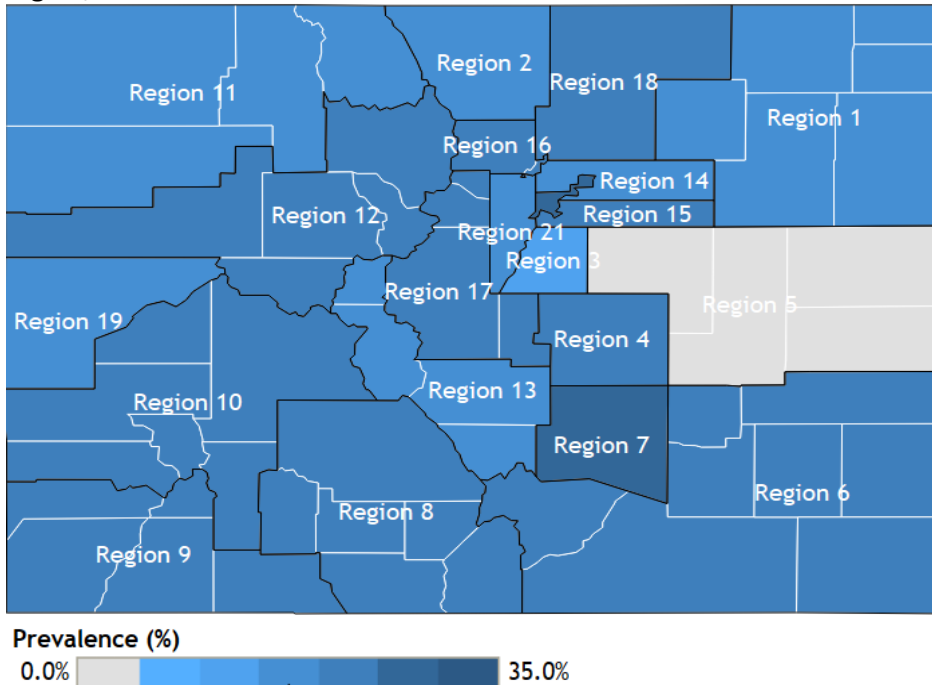 Region 2
Region 18
Region 11
Region 1
Region 16
Region 14
Region 12
Region 15
Region 21
Region 3
Region 17
Region 5
Region 19
Region 4
Region 13
Region 10
Region 7
Region 6
Region 8
Region 9
Prevalence (%)
0.0% 35.0%